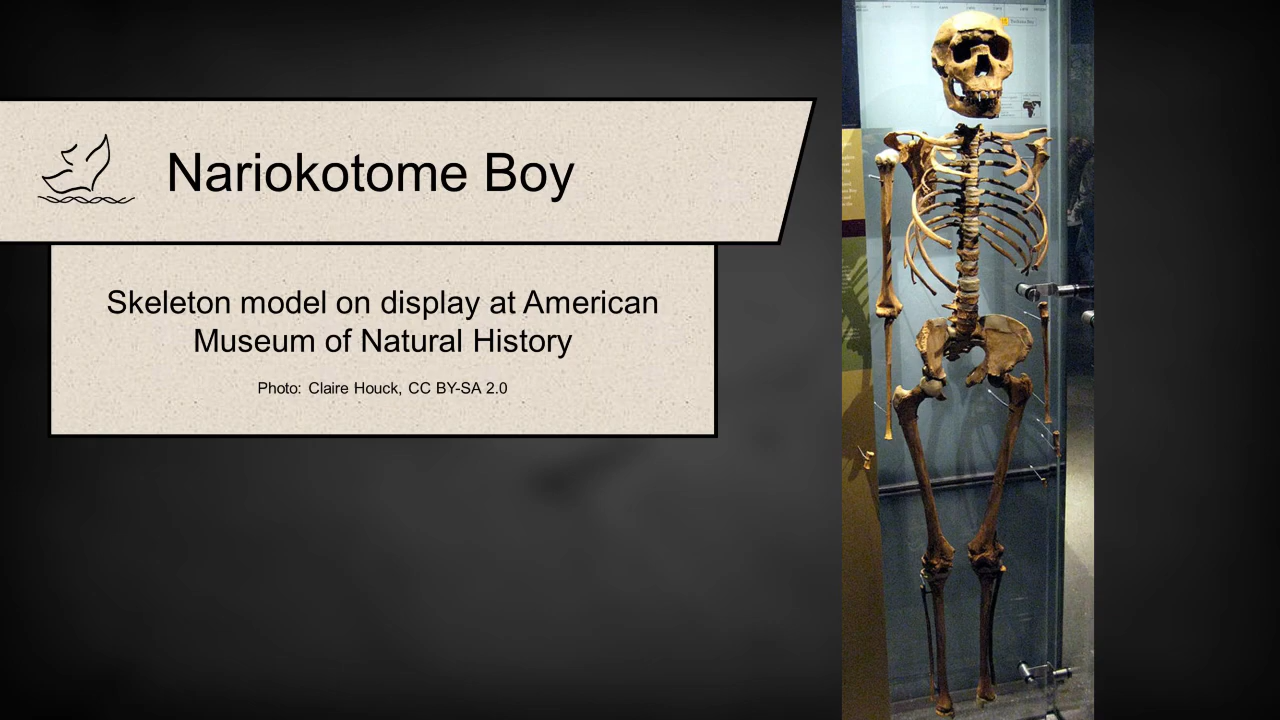 Nariokotome Boy
Skeleton model on display at American
Museum of Natural History
Photo: Claire Houck, CC BY-SA 2.0